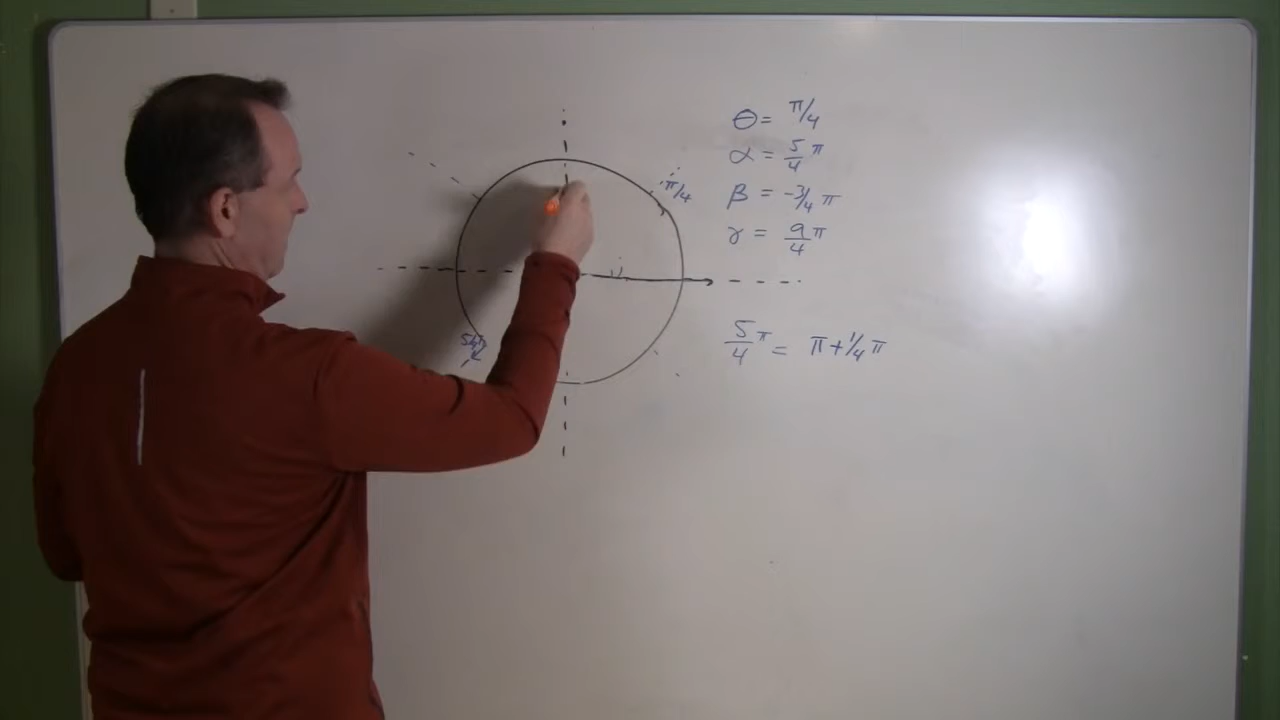 θ = π/4
α = 5/4 π
β = -3/4 π
γ = 9/4 π
π/4
5/4 π = π + 1/4 π